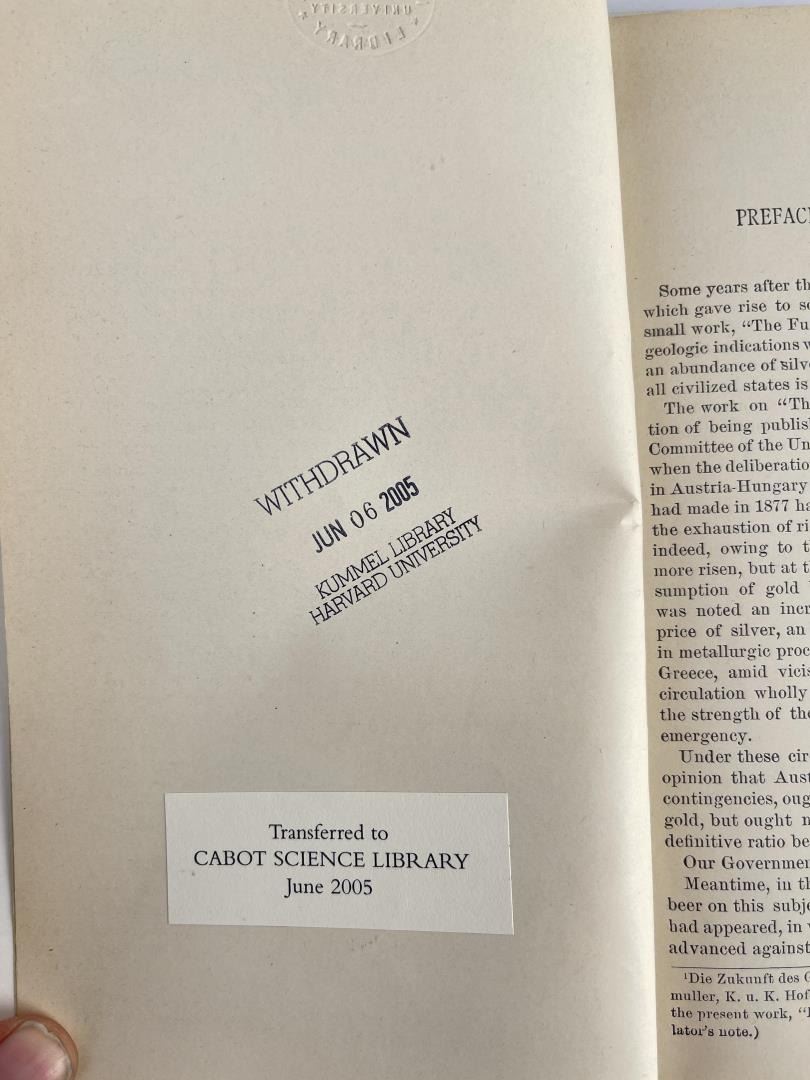 UNIVERSITY
LIBRARY
WITHDRAWN
JUN 06 2005
KUMMEL LIBRARY
HARVARD UNIVERSITY
Transferred to
CABOT SCIENCE LIBRARY
June 2005
PREFAC
Some years after th
which gave rise to s
small work, “The Fu
geologic indications w
an abundance of silv
all civilized states is
The work on “Th
tion of being publis
Committee of the Un
when the deliberatio
in Austria-Hungary
had made in 1877 ha
the exhaustion of ri
indeed, owing to t
more risen, but at t
sumption of gold
was noted an incr
price of silver, an
in metallurgic proc
Greece, amid vicis
circulation wholly
the strength of the
emergency.
Under these cir
opinion that Aust
contingencies, oug
gold, but ought n
definitive ratio be
Our Governmen
Meantime, in th
beer on this subje
had appeared, in v
advanced against
¹Die Zukunft des G
muller, K. u. K. Hof
the present work, “
lator's note.)